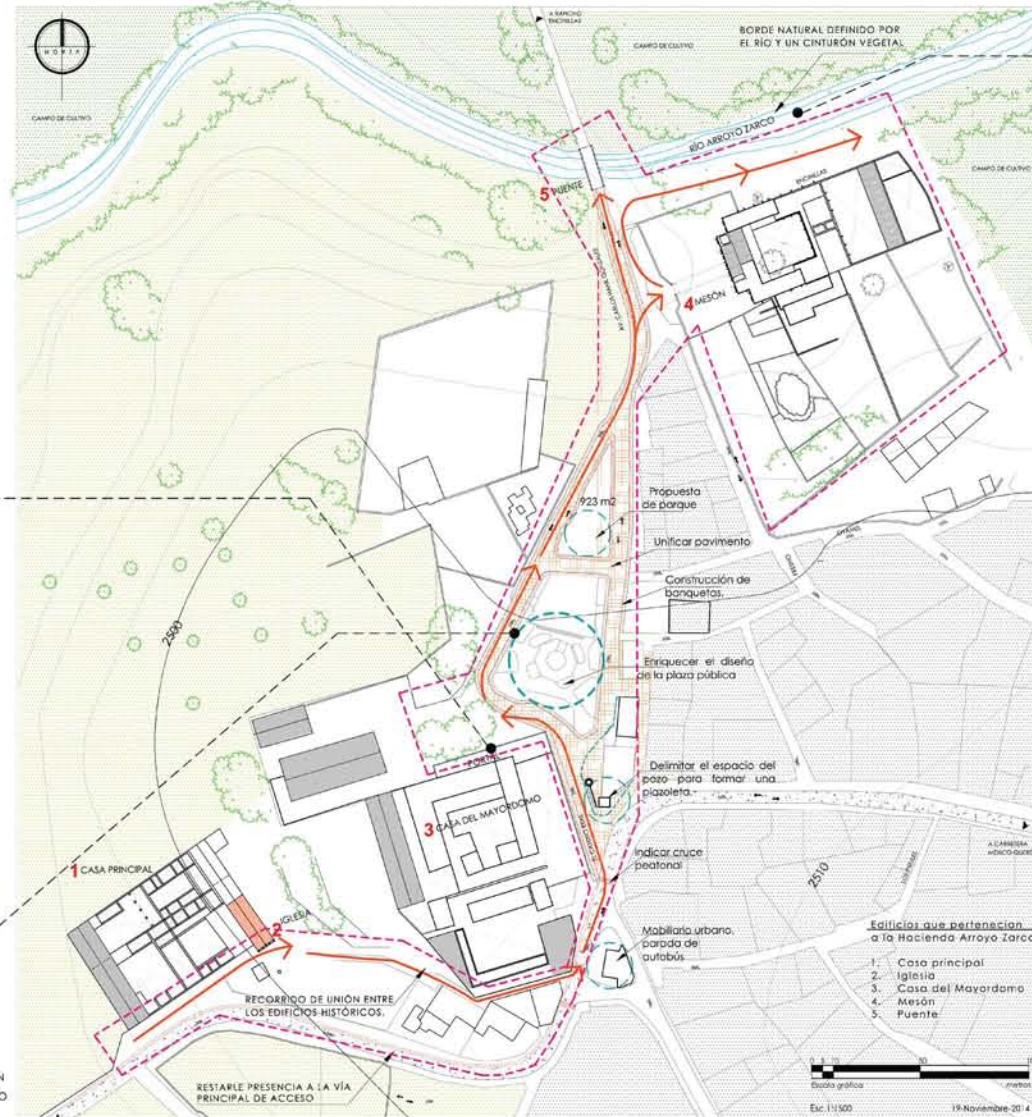 NORTE
A RANCHO
ENCINILLAS
CAMPO DE CULTIVO
BORDE NATURAL DEFINIDO POR
EL RÍO Y UN CINTURÓN VEGETAL
CAMPO DE CULTIVO
RÍO ARROYO ZARCO
CAMPO DE CULTIVO
5 PUENTE
ENCINILLAS
4 MESÓN
923 m2
Propuesta
de parque
Unificar pavimento
Construcción de
banquetas.
Enriquecer el diseño
de la plaza pública
2500
PORTAL
Delimitar el espacio del
pozo para formar una
plazoleta.
3 CASA DEL MAYORDOMO
Indicar cruce
peatonal
A CARRETERA
2510
1 CASA PRINCIPAL
IGLESIA
2
Mobiliario urbano,
parada de
autobús
Edificios que pertenecían
a la Hacienda Arroyo Zarco
1. Casa principal
2. Iglesia
3. Casa del Mayordomo
4. Mesón
5. Puente
RECORRIDO DE UNIÓN ENTRE
LOS EDIFICIOS HISTÓRICOS.
RESTARLE PRESENCIA A LA VÍA
PRINCIPAL DE ACCESO
50
metros
Escala gráfica
Esc. 1:1500